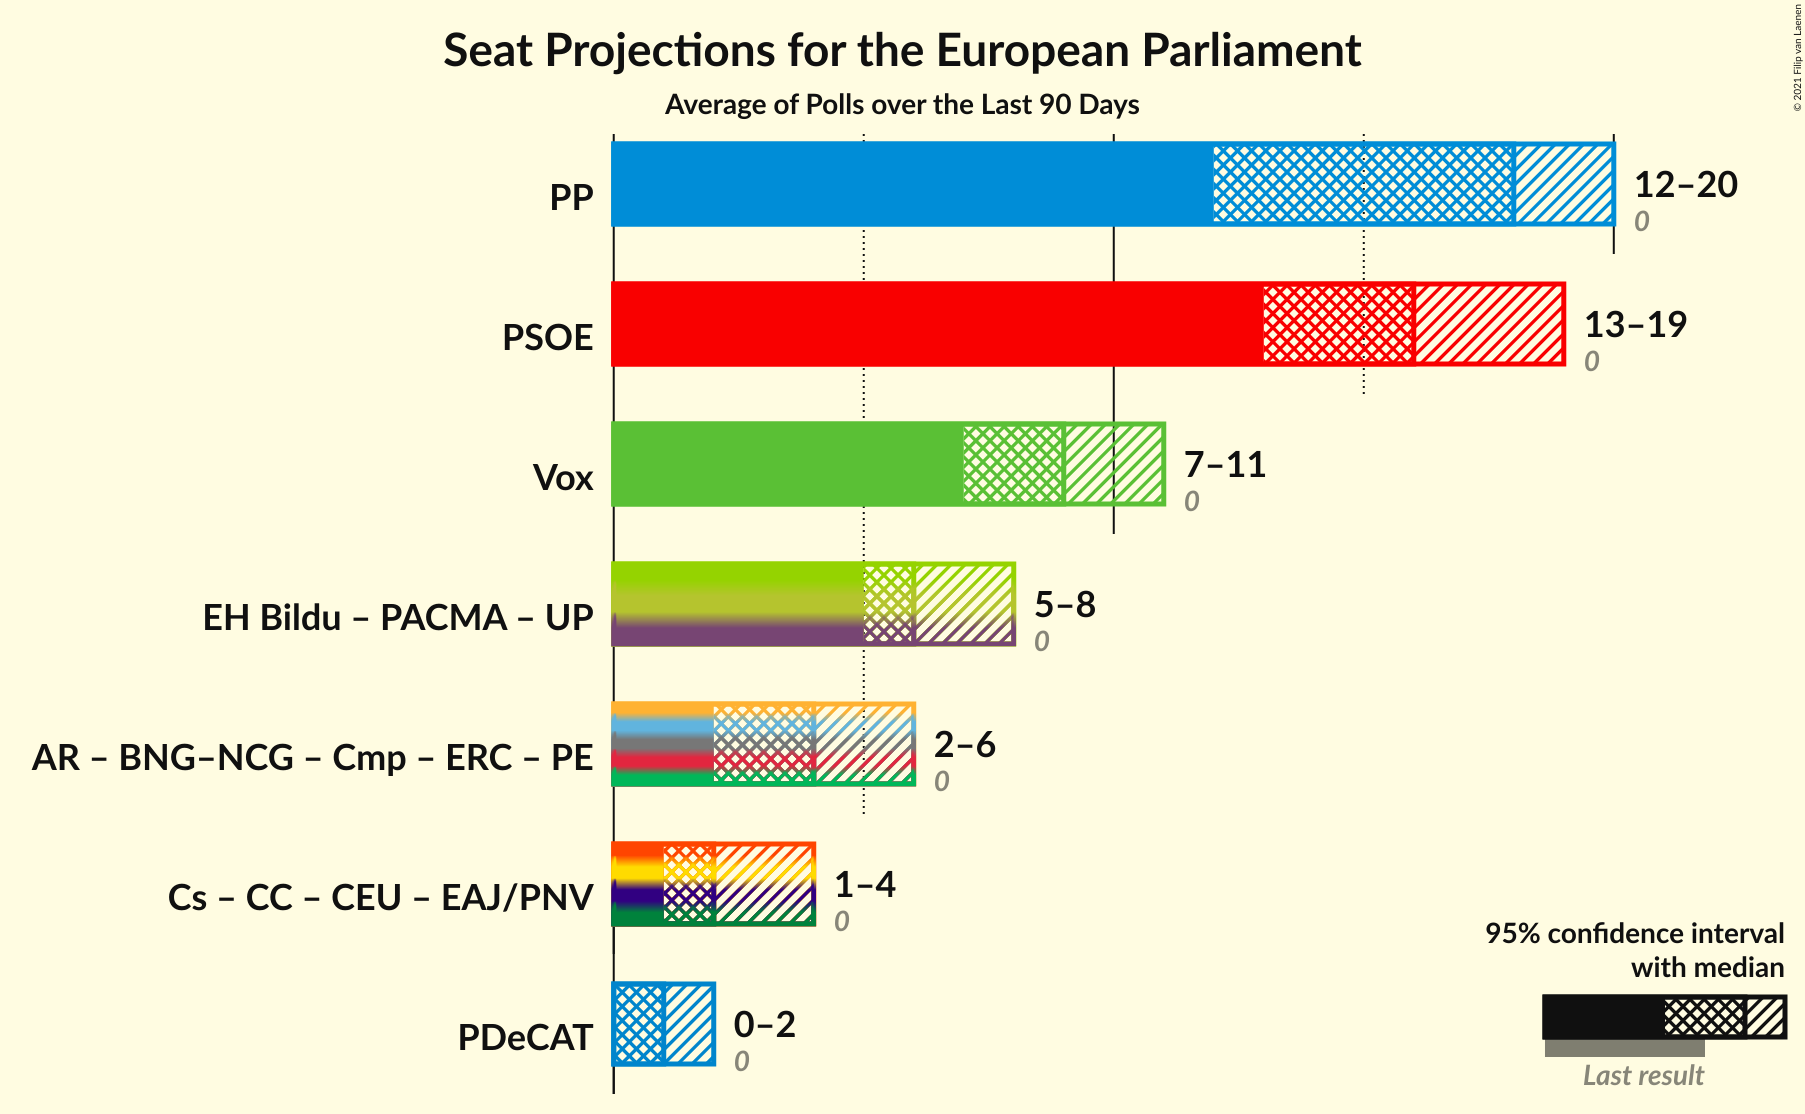 Seat Projections for the European Parliament
Average of Polls over the Last 90 Days
© 2021 Filip van Laenen
PP
12–20
0
PSOE
13–19
0
Vox
7–11
0
EH Bildu – PACMA – UP
5–8
0
AR – BNG–NCG – Cmp – ERC – PE
2–6
0
Cs – CC – CEU – EAJ/PNV
1–4
0
PDeCAT
0–2
0
95% confidence interval
with median
Last result